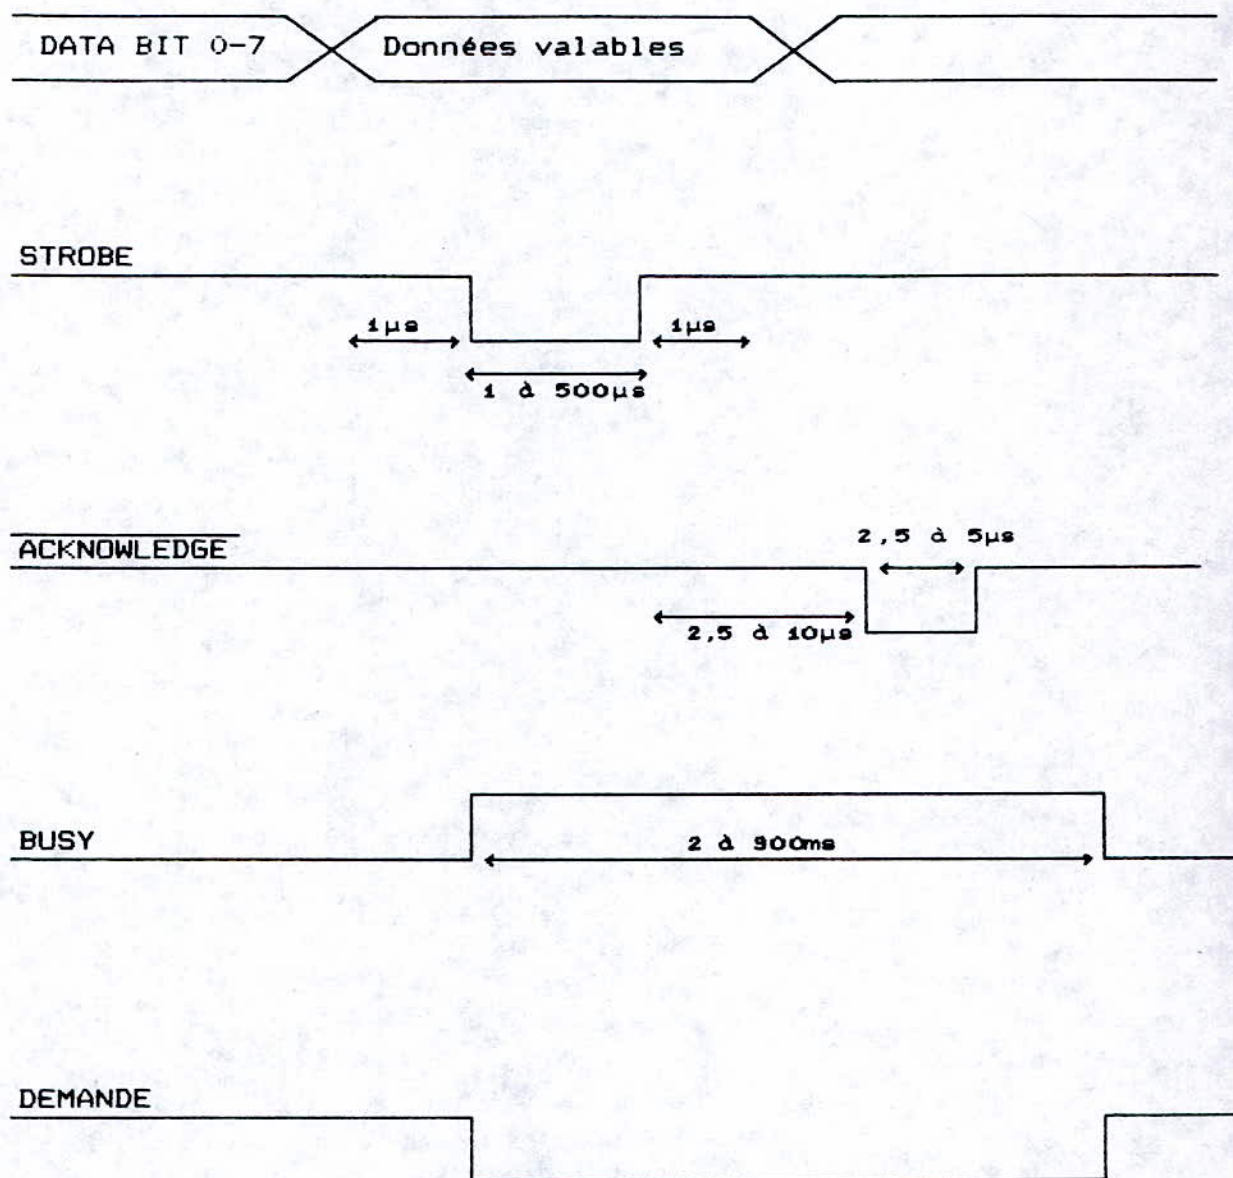 DATA BIT 0-7
Données valables
STROBE
1µs
1µs
1 à 500µs
ACKNOWLEDGE
2,5 à 5µs
2,5 à 10µs
BUSY
2 à 900ms
DEMANDE